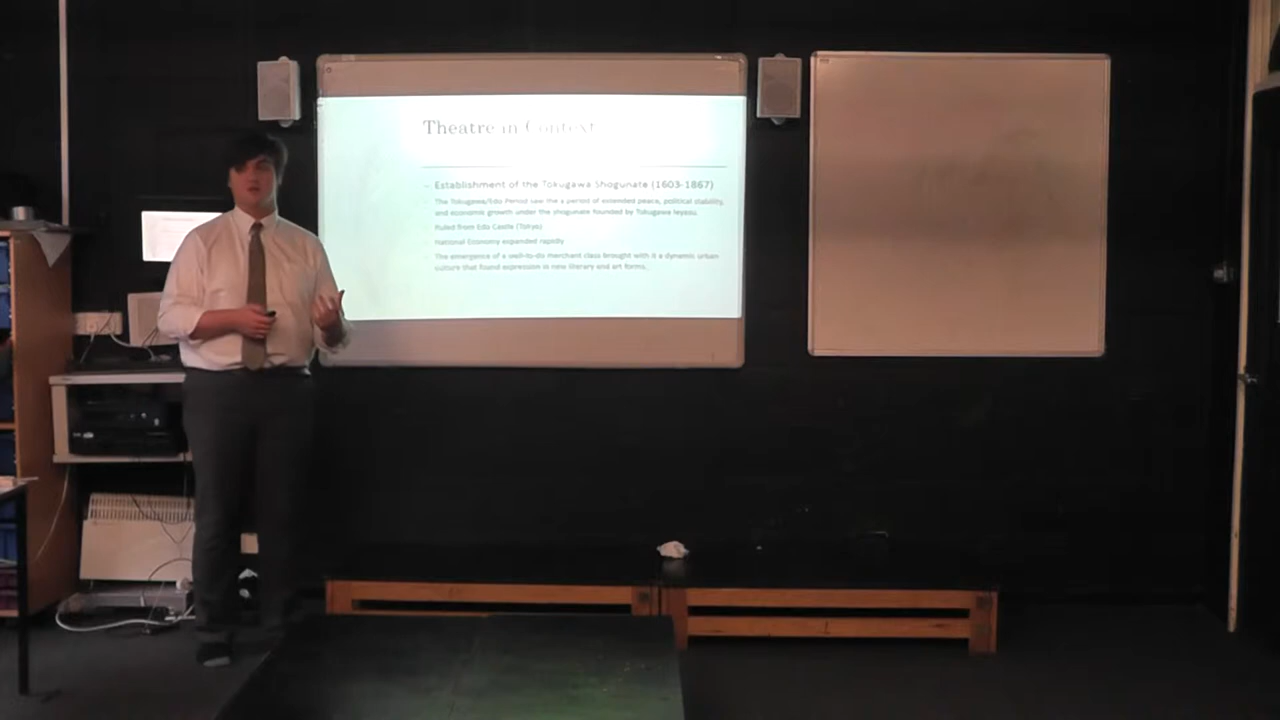 Theatre in Context
Establishment of the Tokugawa Shogunate (1603-1867)
The Tokugawa/Edo Period saw the a period of extended peace, political stability,
and economic growth under the shogunate founded by Tokugawa Ieyasu.
Ruled from Edo Castle (Tokyo)
National Economy expanded rapidly
The emergence of a well-to-do merchant class brought with it a dynamic urban
culture that found expression in new literary and art forms.